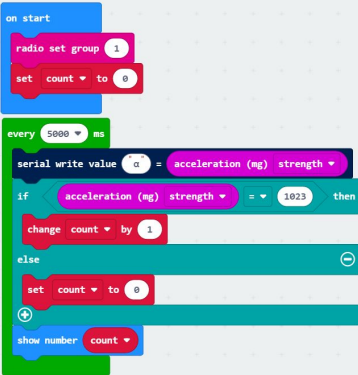 on start
radio set group 1
set count to 0
every 5000 ms
serial write value "α" = acceleration (mg) strength
if acceleration (mg) strength = 1023 then
change count by 1
else
set count to 0
show number count